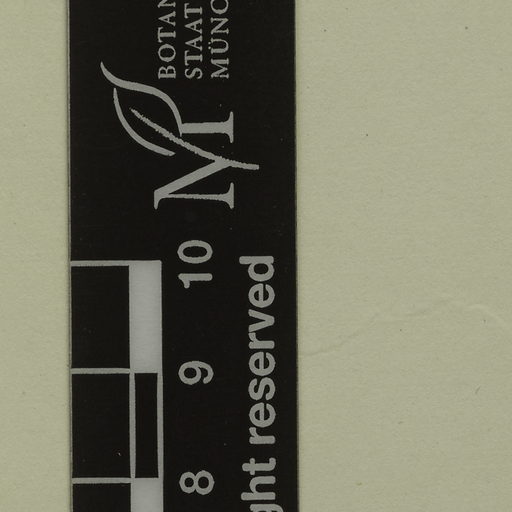 BOTAN
STAAT
MÜNC
M
10
9
8
ght reserved